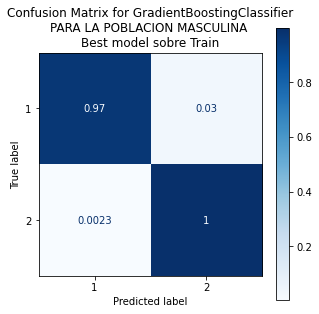 Confusion Matrix for GradientBoostingClassifier
PARA LA POBLACION MASCULINA
Best model sobre Train
True label
1
0.97
0.03
2
0.0023
1
1
2
Predicted label
0.8
0.6
0.4
0.2